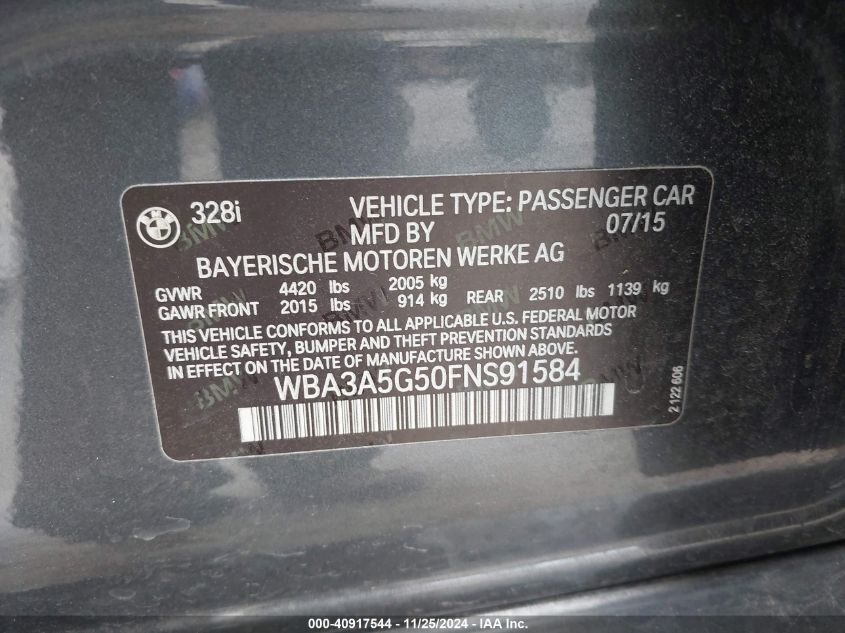 328i VEHICLE TYPE: PASSENGER CAR
MFD BY 07/15
BAYERISCHE MOTOREN WERKE AG
GVWR 4420 lbs 2005 kg
GAWR FRONT 2015 lbs 914 kg REAR 2510 lbs 1139 kg
THIS VEHICLE CONFORMS TO ALL APPLICABLE U.S. FEDERAL MOTOR
VEHICLE SAFETY, BUMPER AND THEFT PREVENTION STANDARDS
IN EFFECT ON THE DATE OF MANUFACTURE SHOWN ABOVE.
WBA3A5G50FNS91584
2 122 606
000-40917544 - 11/25/2024 - © IAA Inc.